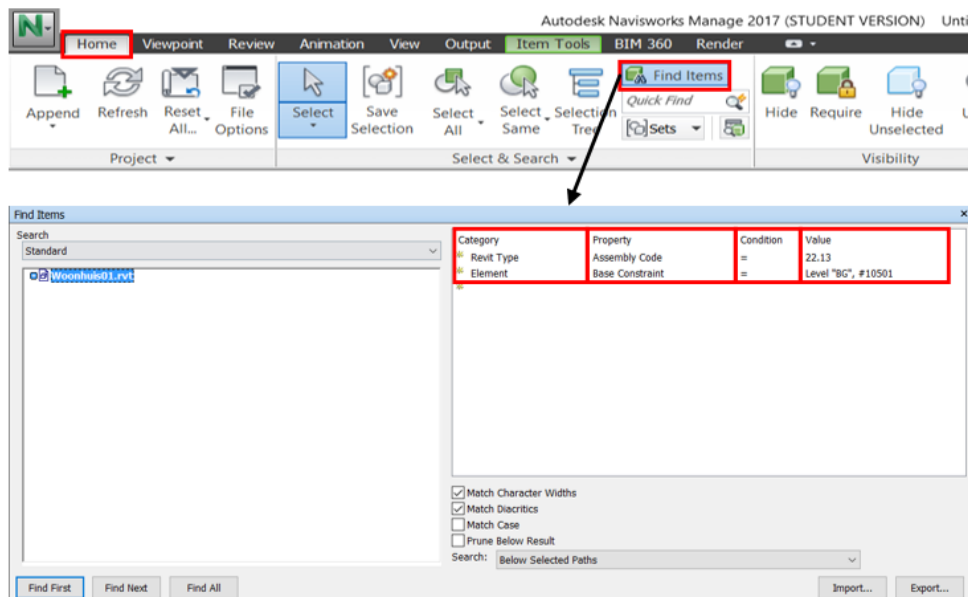 Autodesk Navisworks Manage 2017 (STUDENT VERSION) Unti
Home Viewpoint Review Animation View Output Item Tools BIM 360 Render
Find Items
Quick Find
Append Refresh Reset All... File Options Select Save Selection Select All Select Same Selection Tree Sets Hide Require Hide Unselected
Project Select & Search Visibility
Find Items
Search
Standard
Woonhuis01.rvt
Category Property Condition Value
Revit Type Assembly Code = 22.13
Element Base Constraint = Level "BG", #10501
Match Character Widths
Match Diacritics
Match Case
Prune Below Result
Search: Below Selected Paths
Find First Find Next Find All Import... Export...